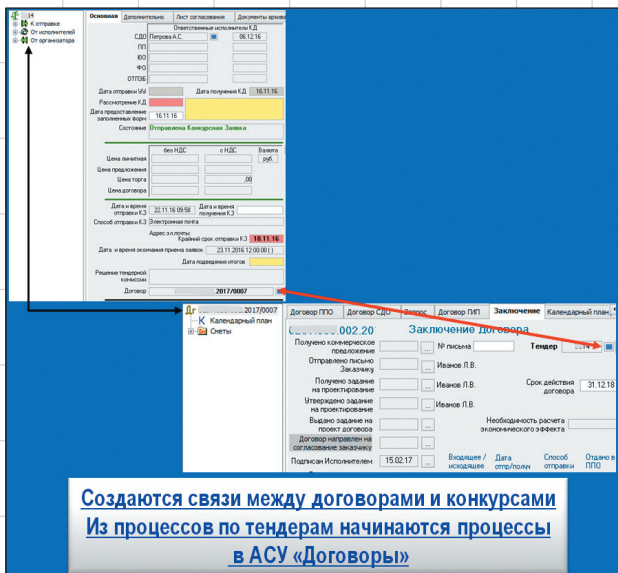 14
К отправке
От исполнителей
От организатора
Основная Дополнительно Лист согласования Документы архива
Ответственные исполнители КД
СДО Петрова А.С. 06.12.16
ПП
ЮО
ФО
ОТПЗБ
Дата отправки УУ Дата получения КД 16.11.16
Рассмотрение КД
Дата предоставление
заполненных форм 16.11.16
Состояние Отправлена Конкурсная Заявка
без НДС с НДС Валюта
Цена лимитная руб.
Цена предложения
Цена торга ,00
Цена договора
Дата и время
отправки КЗ 22.11.16 09:58 Дата и время
получения КЗ
Способ отправки КЗ Электронная почта
Адрес эл.почты:
Крайний срок отправки КЗ 18.11.16
Дата и время окончания приема заявок 23.11.2016 12:00:00 ( )
Дата подведения итогов
Решение тендерной
комиссии
Договор .2017/0007
Дг .2017/0007
Календарный план
Сметы
Договор ППО Договор СДО Запрос Договор ГИП Заключение Календарный план,
.002.20 Заключение Договора
Получено коммерческое
предложение ... № письма Тендер
Отправлено письмо
Заказчику ... Иванов Л.В.
Получено задание
на проектирование ... Иванов Л.В. Срок действия
договора 31.12.18
Утверждено задание
на проектирование ... Иванов Л.В.
Выдано задание на
проект договора ... Необходимость расчета
экономического эффекта
Договор направлен на
согласование заказчику ...
Подписан Исполнителем 15.02.17 ... Входящее /
исходящее Дата
отпр/получ Способ
отправки Отдано в
ППО
Создаются связи между договорами и конкурсами
Из процессов по тендерам начинаются процессы
в АСУ «Договоры»